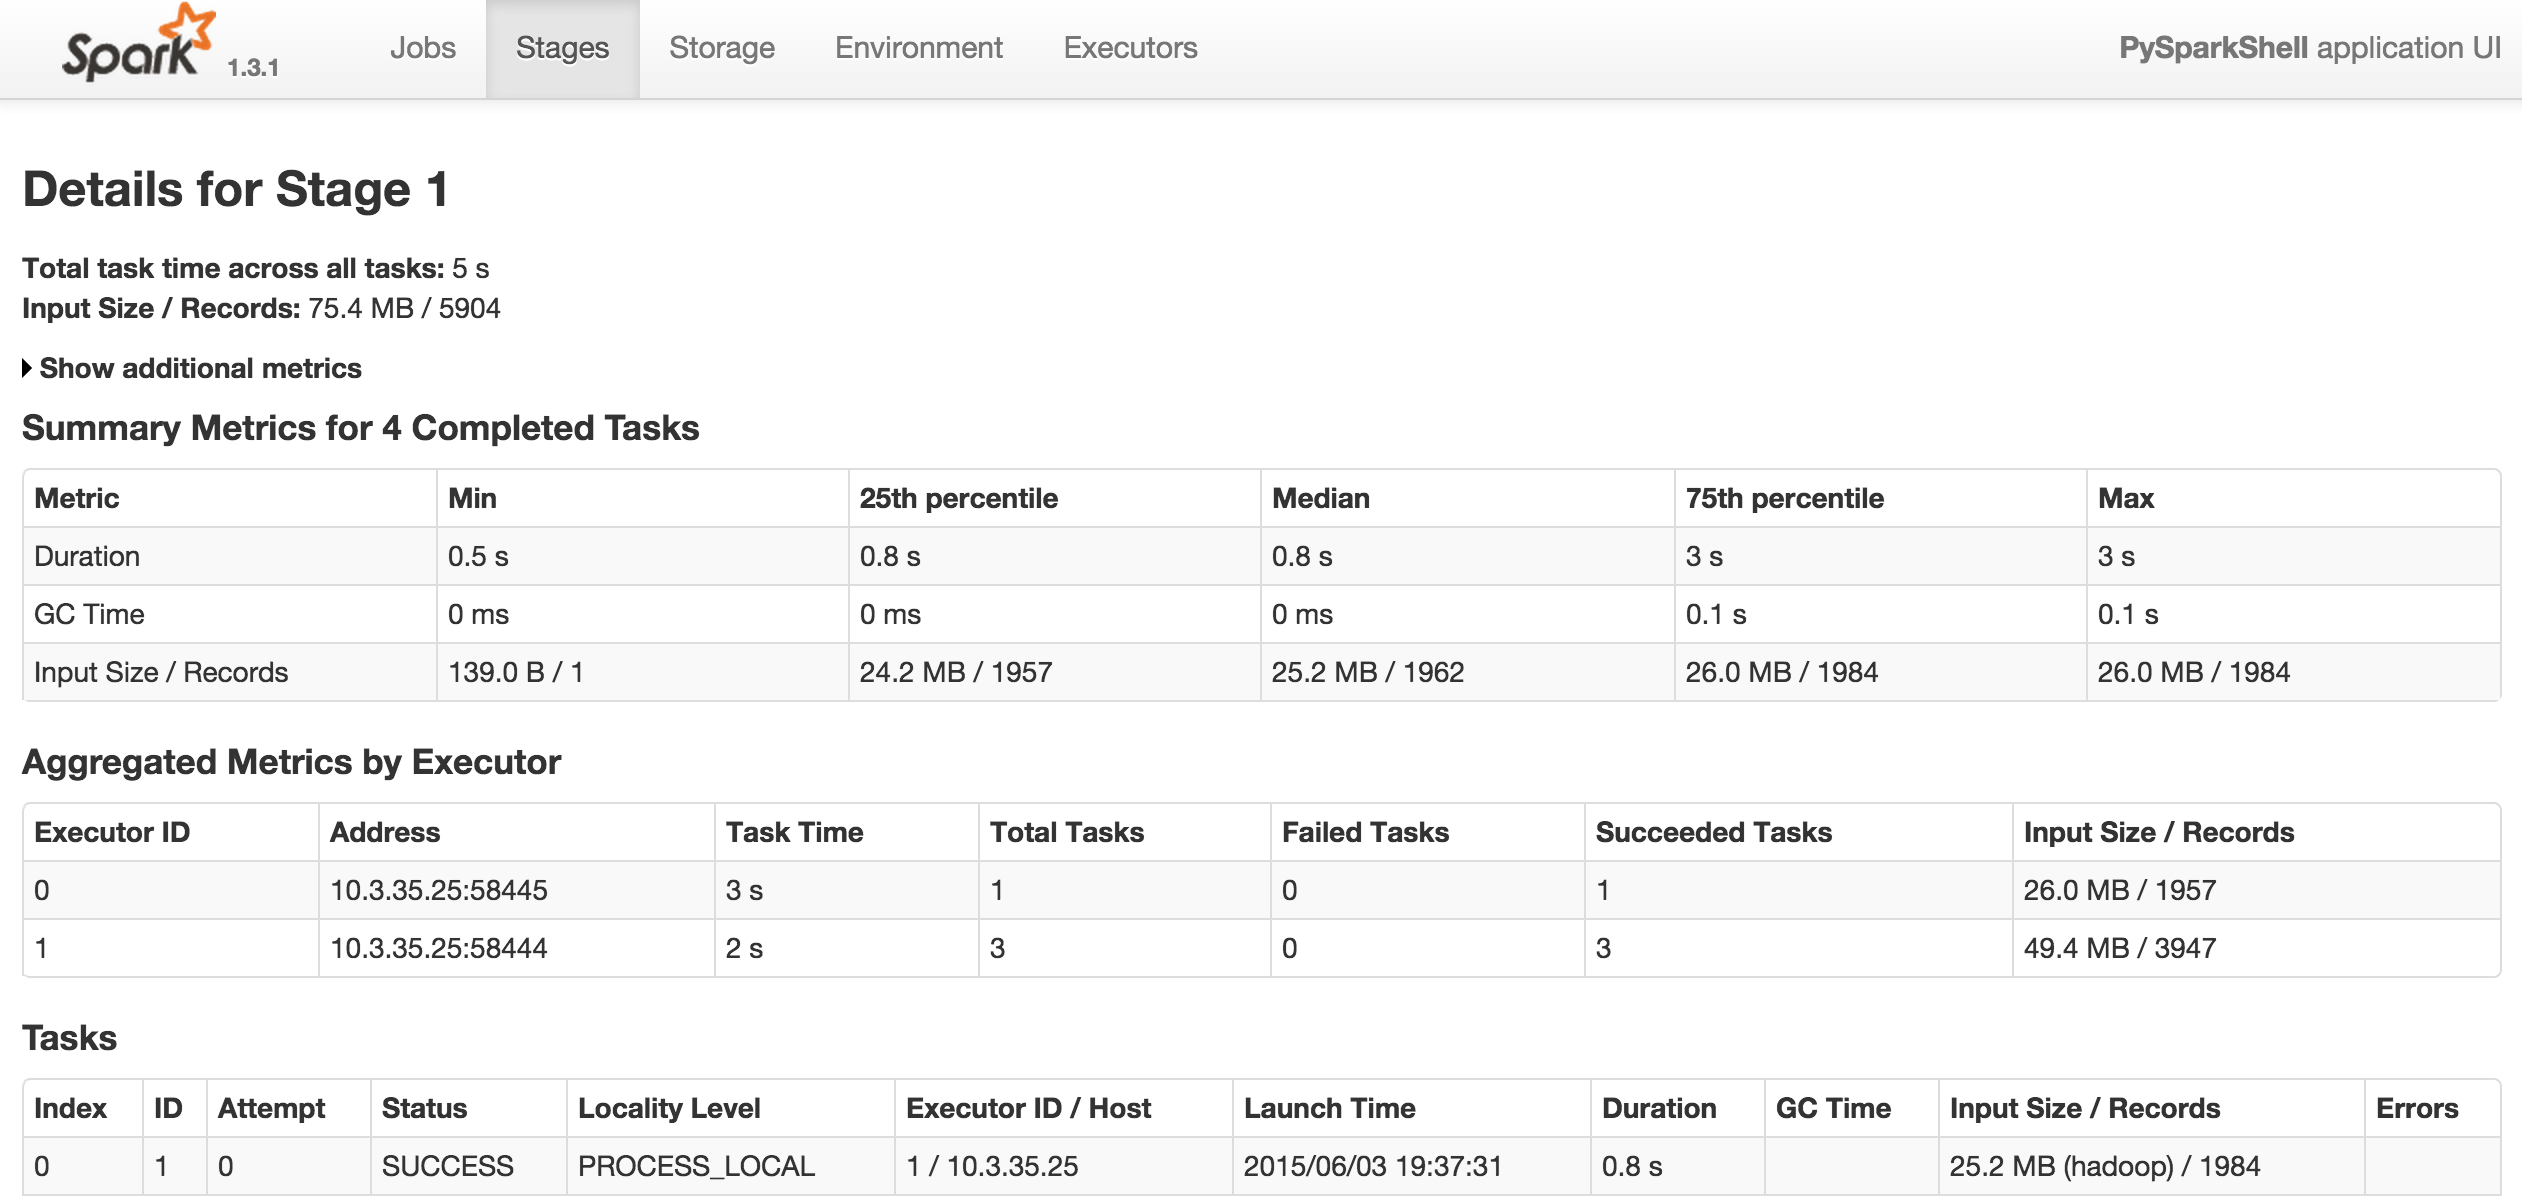 Spark 1.3.1 Jobs Stages Storage Environment Executors PySparkShell application UI
Details for Stage 1
Total task time across all tasks: 5 s
Input Size / Records: 75.4 MB / 5904
Show additional metrics
Summary Metrics for 4 Completed Tasks
Metric Min 25th percentile Median 75th percentile Max
Duration 0.5 s 0.8 s 0.8 s 3 s 3 s
GC Time 0 ms 0 ms 0 ms 0.1 s 0.1 s
Input Size / Records 139.0 B / 1 24.2 MB / 1957 25.2 MB / 1962 26.0 MB / 1984 26.0 MB / 1984
Aggregated Metrics by Executor
Executor ID Address Task Time Total Tasks Failed Tasks Succeeded Tasks Input Size / Records
0 10.3.35.25:58445 3 s 1 0 1 26.0 MB / 1957
1 10.3.35.25:58444 2 s 3 0 3 49.4 MB / 3947
Tasks
Index ID Attempt Status Locality Level Executor ID / Host Launch Time Duration GC Time Input Size / Records Errors
0 1 0 SUCCESS PROCESS_LOCAL 1 / 10.3.35.25 2015/06/03 19:37:31 0.8 s 25.2 MB (hadoop) / 1984